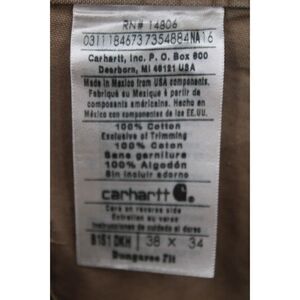 RN# 14806
0311184673 7354884NA16
Carhartt, Inc. P. O. Box 600
Dearborn, MI 48121 USA
Made in Mexico from USA components.
Fabriqué au Mexique à partir de
composants américains. Hecho en
México con componentes de los EE.UU.
100% Cotton
Exclusive of Trimming
100% Coton
Sans garniture
100% Algodón
Sin incluir adorno
carhartt
Care on reverse side
Entretien au verso
Instrucciones de cuidado al dorso
B151 DKH 38 x 34
Dungaree Fit